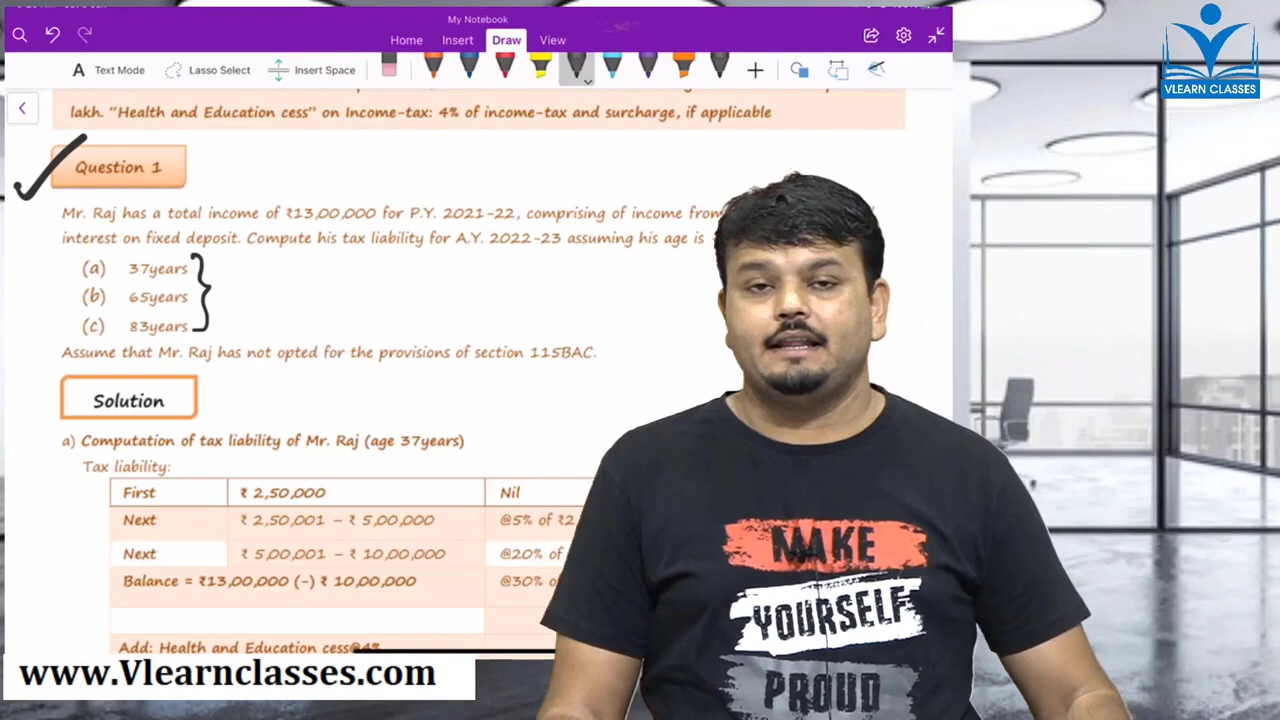 My Notebook
Home Insert Draw View
Text Mode Lasso Select Insert Space
VLEARN CLASSES
lakh. "Health and Education cess" on Income-tax: 4% of income-tax and surcharge, if applicable
Question 1
Mr. Raj has a total income of ₹13,00,000 for P.Y. 2021-22, comprising of income from
interest on fixed deposit. Compute his tax liability for A.Y. 2022-23 assuming his age is
(a) 37years
(b) 65years
(c) 83years
Assume that Mr. Raj has not opted for the provisions of section 115BAC.
Solution
a) Computation of tax liability of Mr. Raj (age 37years)
Tax liability:
First ₹ 2,50,000 Nil
Next ₹ 2,50,001 – ₹ 5,00,000 @5% of ₹2
Next ₹ 5,00,001 – ₹ 10,00,000 @20% of
Balance = ₹13,00,000 (-) ₹ 10,00,000 @30% o
Add: Health and Education cess@4%
www.Vlearnclasses.com
MAKE
YOURSELF
PROUD